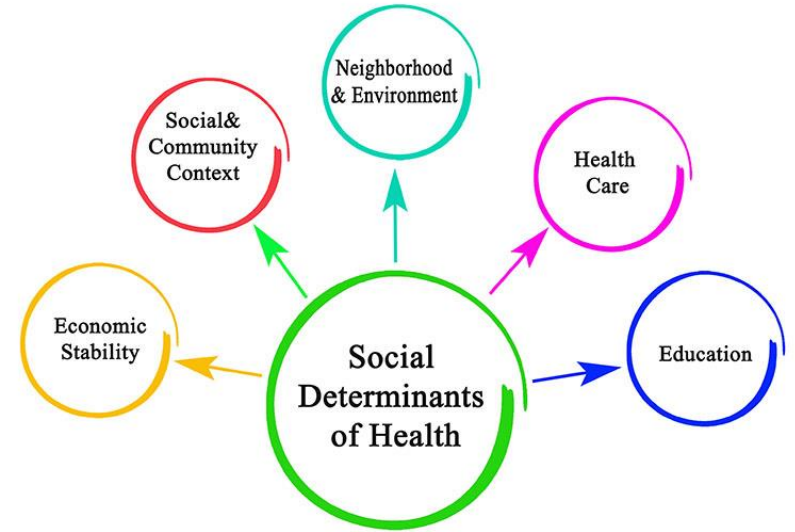 Neighborhood
& Environment
Social&
Community
Context
Health
Care
Economic
Stability
Education
Social
Determinants
of Health